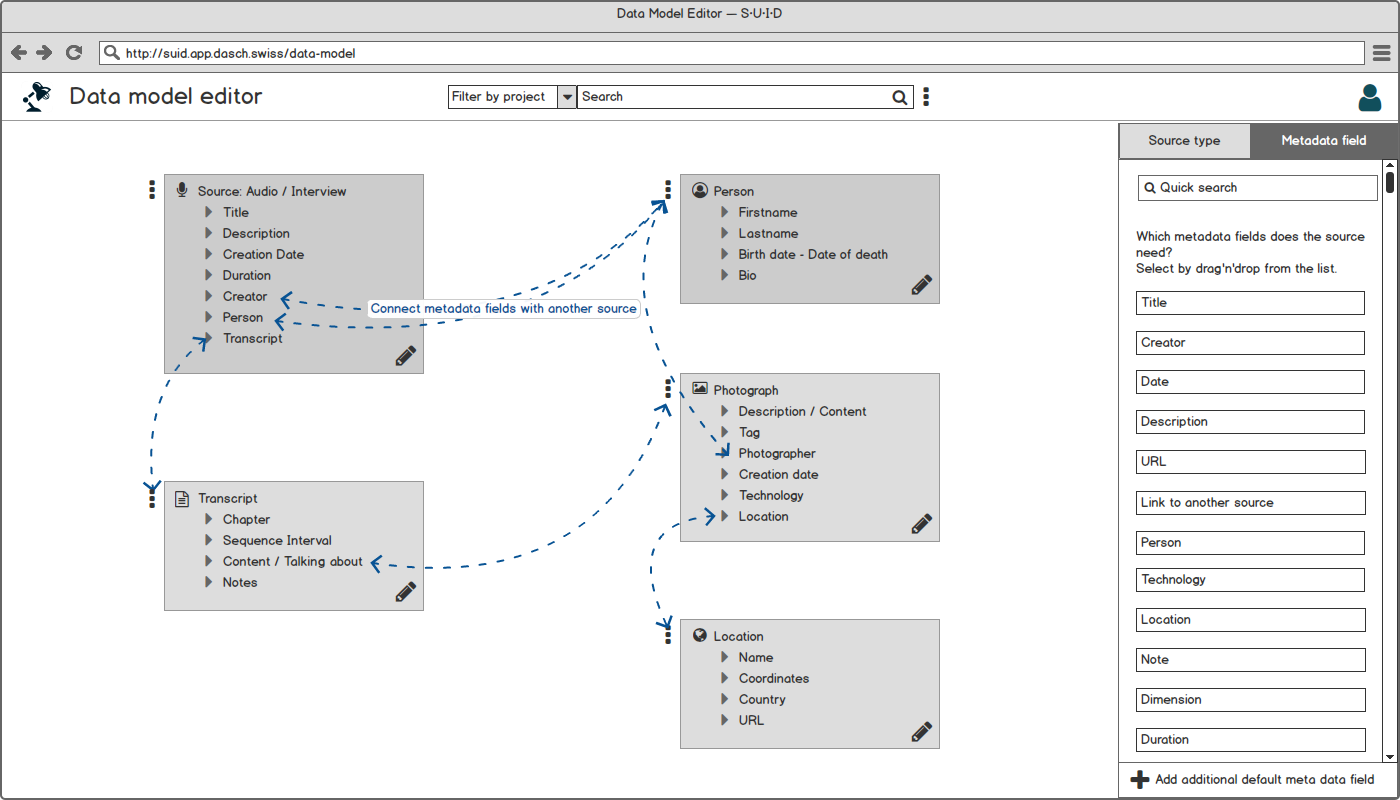 Data Model Editor — S·U·I·D
http://suid.app.dasch.swiss/data-model
Data model editor
Filter by project
Search
Source: Audio / Interview
Title
Description
Creation Date
Duration
Creator
Person
Transcript
Connect metadata fields with another source
Person
Firstname
Lastname
Birth date - Date of death
Bio
Photograph
Description / Content
Tag
Photographer
Creation date
Technology
Location
Transcript
Chapter
Sequence Interval
Content / Talking about
Notes
Location
Name
Coordinates
Country
URL
Source type
Metadata field
Quick search
Which metadata fields does the source
need?
Select by drag'n'drop from the list.
Title
Creator
Date
Description
URL
Link to another source
Person
Technology
Location
Note
Dimension
Duration
Add additional default meta data field